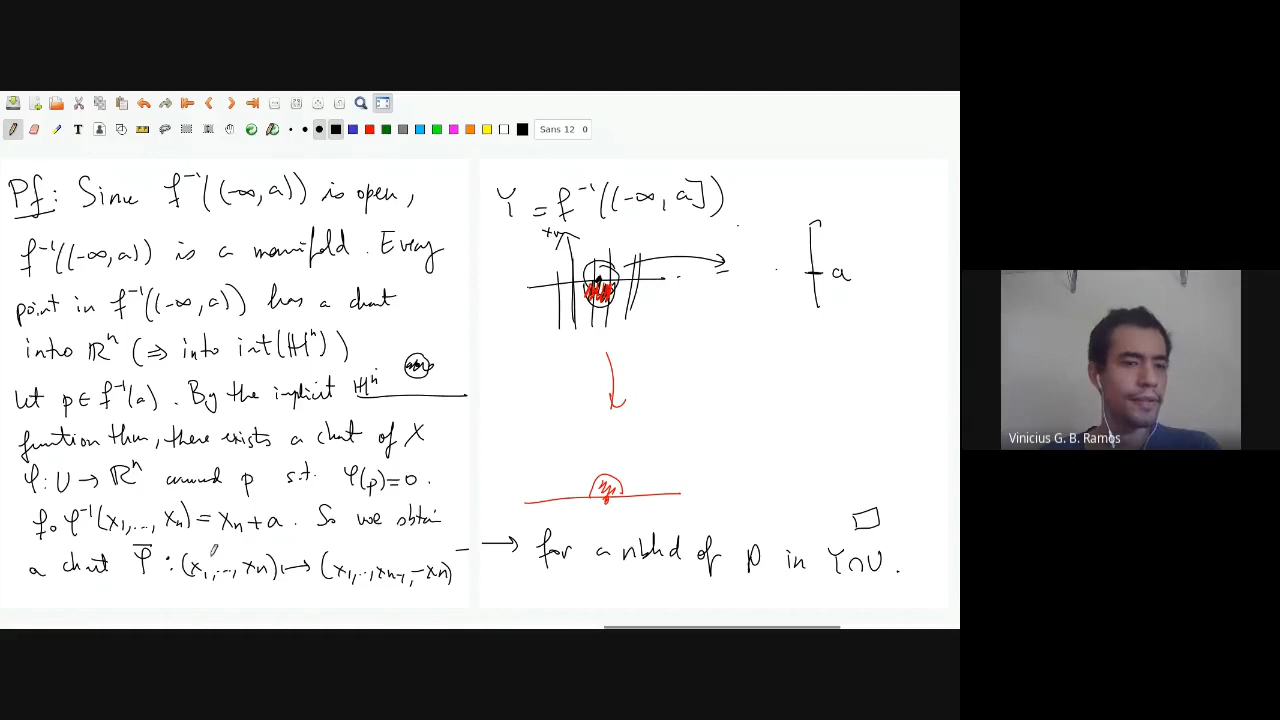 Sans 12 0
Pf: Since f⁻¹((-∞, a)) is open,
f⁻¹((-∞, a)) is a manifold. Every
point in f⁻¹((-∞, a)) has a chart
into ℝⁿ (⇒ into int(ℍⁿ))
ℍⁿ
Let p ∈ f⁻¹(a). By the implicit
function thm, there exists a chart of X
φ: U → ℝⁿ around p s.t. φ(p)=0.
f∘φ⁻¹(x₁,..., xₙ) = xₙ + a. So we obtain
a chart φ̄ : (x₁,..., xₙ) ↦ (x₁,..., xₙ₋₁, -xₙ)
Y = f⁻¹((-∞, a])
xₙ
a
→ for a nbhd of p in Y∩U.
Vinicius G. B. Ramos